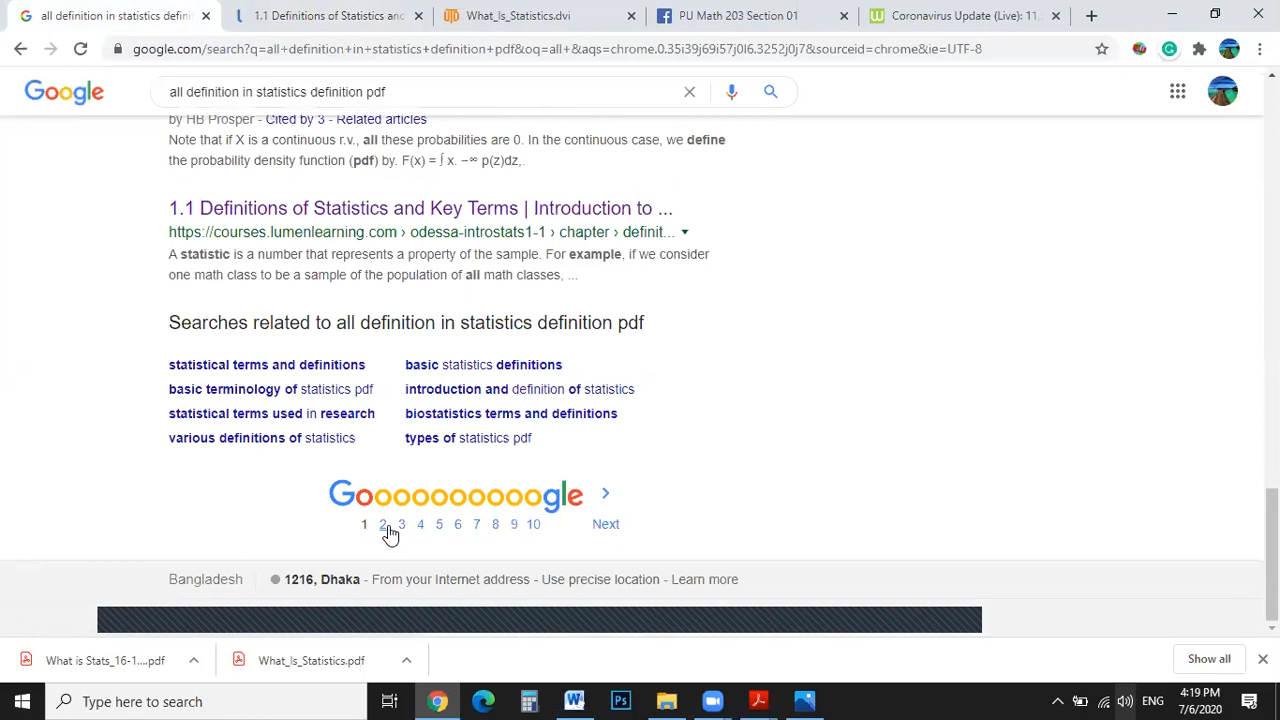 all definition in statistics defini
1.1 Definitions of Statistics and
What_Is_Statistics.dvi
PU Math 203 Section 01
Coronavirus Update (Live): 11,
google.com/search?q=all+definition+in+statistics+definition+pdf&oq=all+&aqs=chrome.0.35i39j69i57j0l6.3252j0j7&sourceid=chrome&ie=UTF-8
Google
all definition in statistics definition pdf
by HB Prosper - Cited by 3 - Related articles
Note that if X is a continuous r.v., all these probabilities are 0. In the continuous case, we define
the probability density function (pdf) by. F(x) = ∫ x. −∞ p(z)dz,.
1.1 Definitions of Statistics and Key Terms | Introduction to ...
https://courses.lumenlearning.com › odessa-introstats1-1 › chapter › definit...
A statistic is a number that represents a property of the sample. For example, if we consider
one math class to be a sample of the population of all math classes, ...
Searches related to all definition in statistics definition pdf
statistical terms and definitions
basic statistics definitions
basic terminology of statistics pdf
introduction and definition of statistics
statistical terms used in research
biostatistics terms and definitions
various definitions of statistics
types of statistics pdf
Goooooooooogle
1 2 3 4 5 6 7 8 9 10 Next
Bangladesh
1216, Dhaka - From your Internet address - Use precise location - Learn more
What is Stats_16-1....pdf
What_Is_Statistics.pdf
Show all
Type here to search
ENG
4:19 PM
7/6/2020